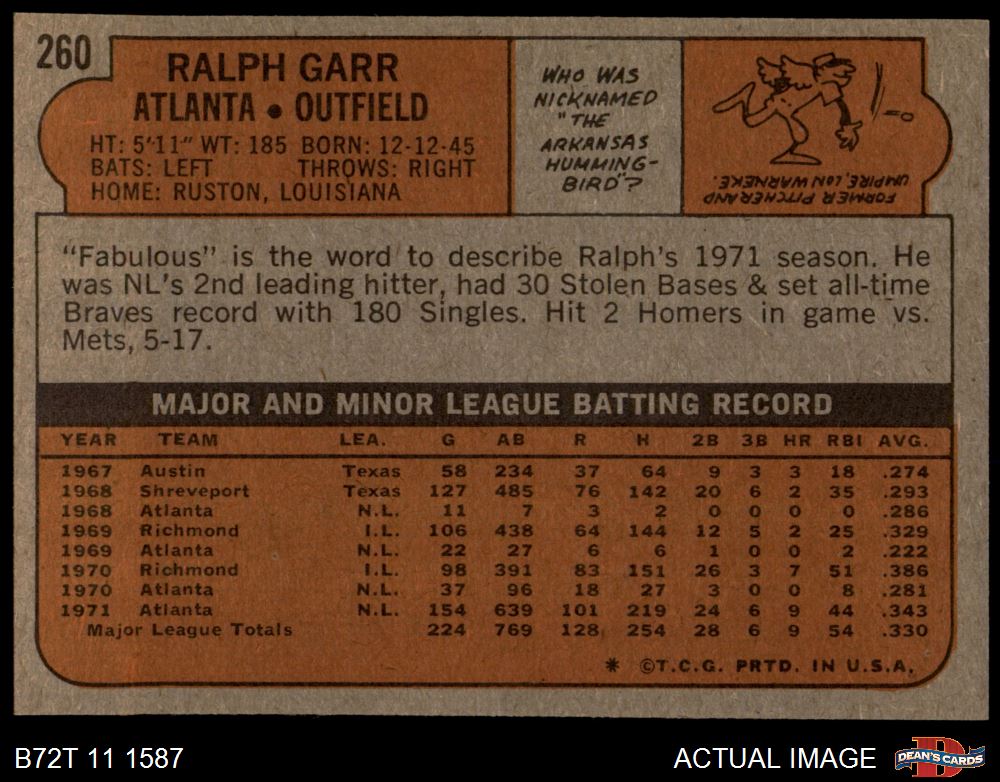 260
RALPH GARR
ATLANTA • OUTFIELD
HT: 5'11" WT: 185 BORN: 12-12-45
BATS: LEFT THROWS: RIGHT
HOME: RUSTON, LOUISIANA
WHO WAS
NICKNAMED
"THE
ARKANSAS
HUMMING-
BIRD"?
FORMER PITCHER AND
UMPIRE, LON WARNEKE.
"Fabulous" is the word to describe Ralph's 1971 season. He
was NL's 2nd leading hitter, had 30 Stolen Bases & set all-time
Braves record with 180 Singles. Hit 2 Homers in game vs.
Mets, 5-17.
MAJOR AND MINOR LEAGUE BATTING RECORD
YEAR TEAM LEA. G AB R H 2B 3B HR RBI AVG.
1967 Austin Texas 58 234 37 64 9 3 3 18 .274
1968 Shreveport Texas 127 485 76 142 20 6 2 35 .293
1968 Atlanta N.L. 11 7 3 2 0 0 0 0 .286
1969 Richmond I.L. 106 438 64 144 12 5 2 25 .329
1969 Atlanta N.L. 22 27 6 6 1 0 0 2 .222
1970 Richmond I.L. 98 391 83 151 26 3 7 51 .386
1970 Atlanta N.L. 37 96 18 27 3 0 0 8 .281
1971 Atlanta N.L. 154 639 101 219 24 6 9 44 .343
Major League Totals 224 769 128 254 28 6 9 54 .330
* ©T.C.G. PRTD. IN U.S.A.
B72T 11 1587
ACTUAL IMAGE
D
DEAN'S CARDS